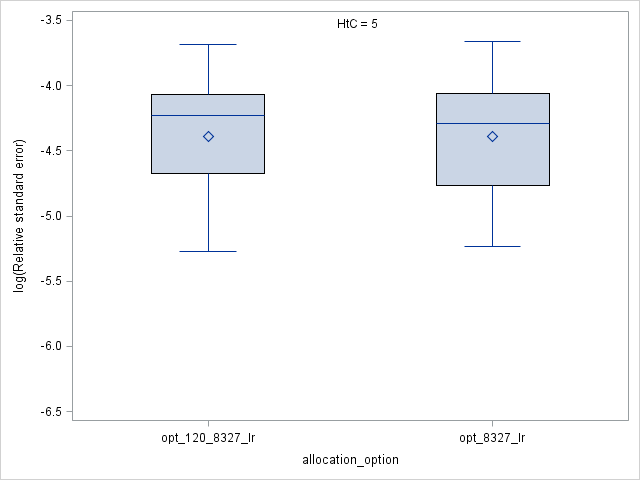 HtC = 5
-3.5
-4.0
-4.5
-5.0
-5.5
-6.0
-6.5
log(Relative standard error)
opt_120_8327_lr opt_8327_lr
allocation_option